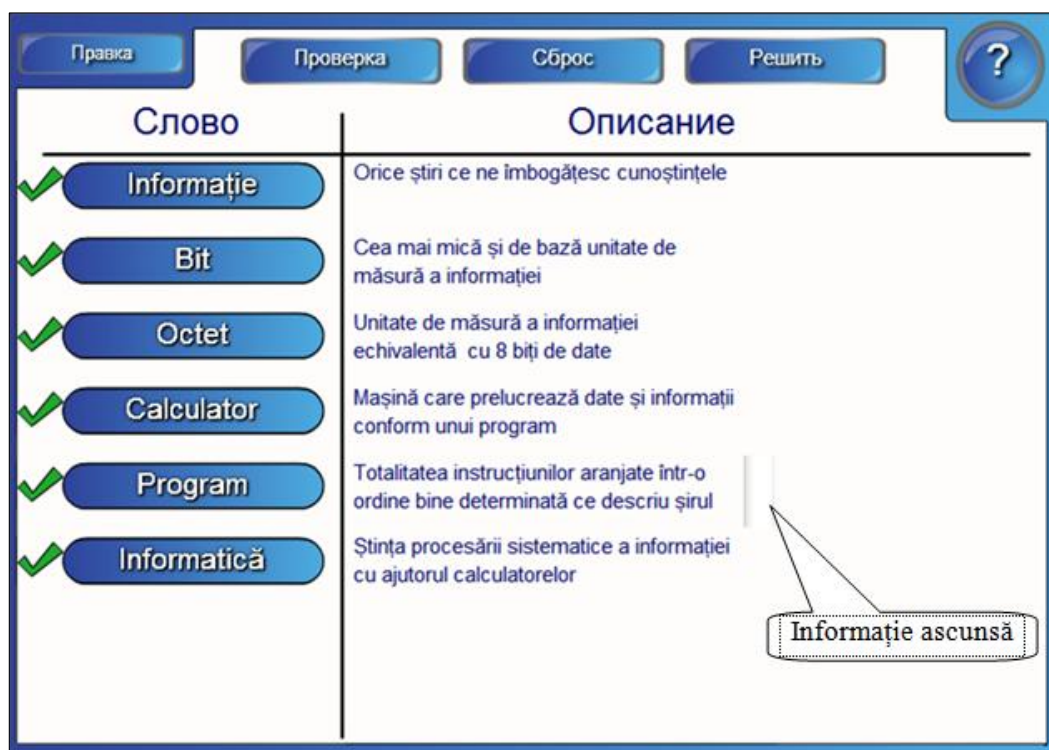 Правка
Проверка
Сброс
Решить
?
Слово
Описание
Informație
Orice știri ce ne îmbogățesc cunoștințele
Bit
Cea mai mică și de bază unitate de
măsură a informației
Octet
Unitate de măsură a informației
echivalentă cu 8 biți de date
Calculator
Mașină care prelucrează date și informații
conform unui program
Program
Totalitatea instrucțiunilor aranjate într-o
ordine bine determinată ce descriu șirul
Informatică
Ștința procesării sistematice a informației
cu ajutorul calculatorelor
Informație ascunsă